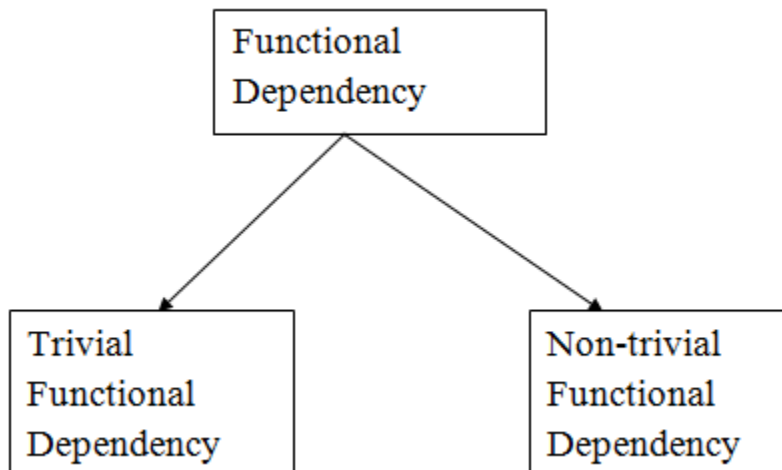 Functional
Dependency
Trivial
Functional
Dependency
Non-trivial
Functional
Dependency